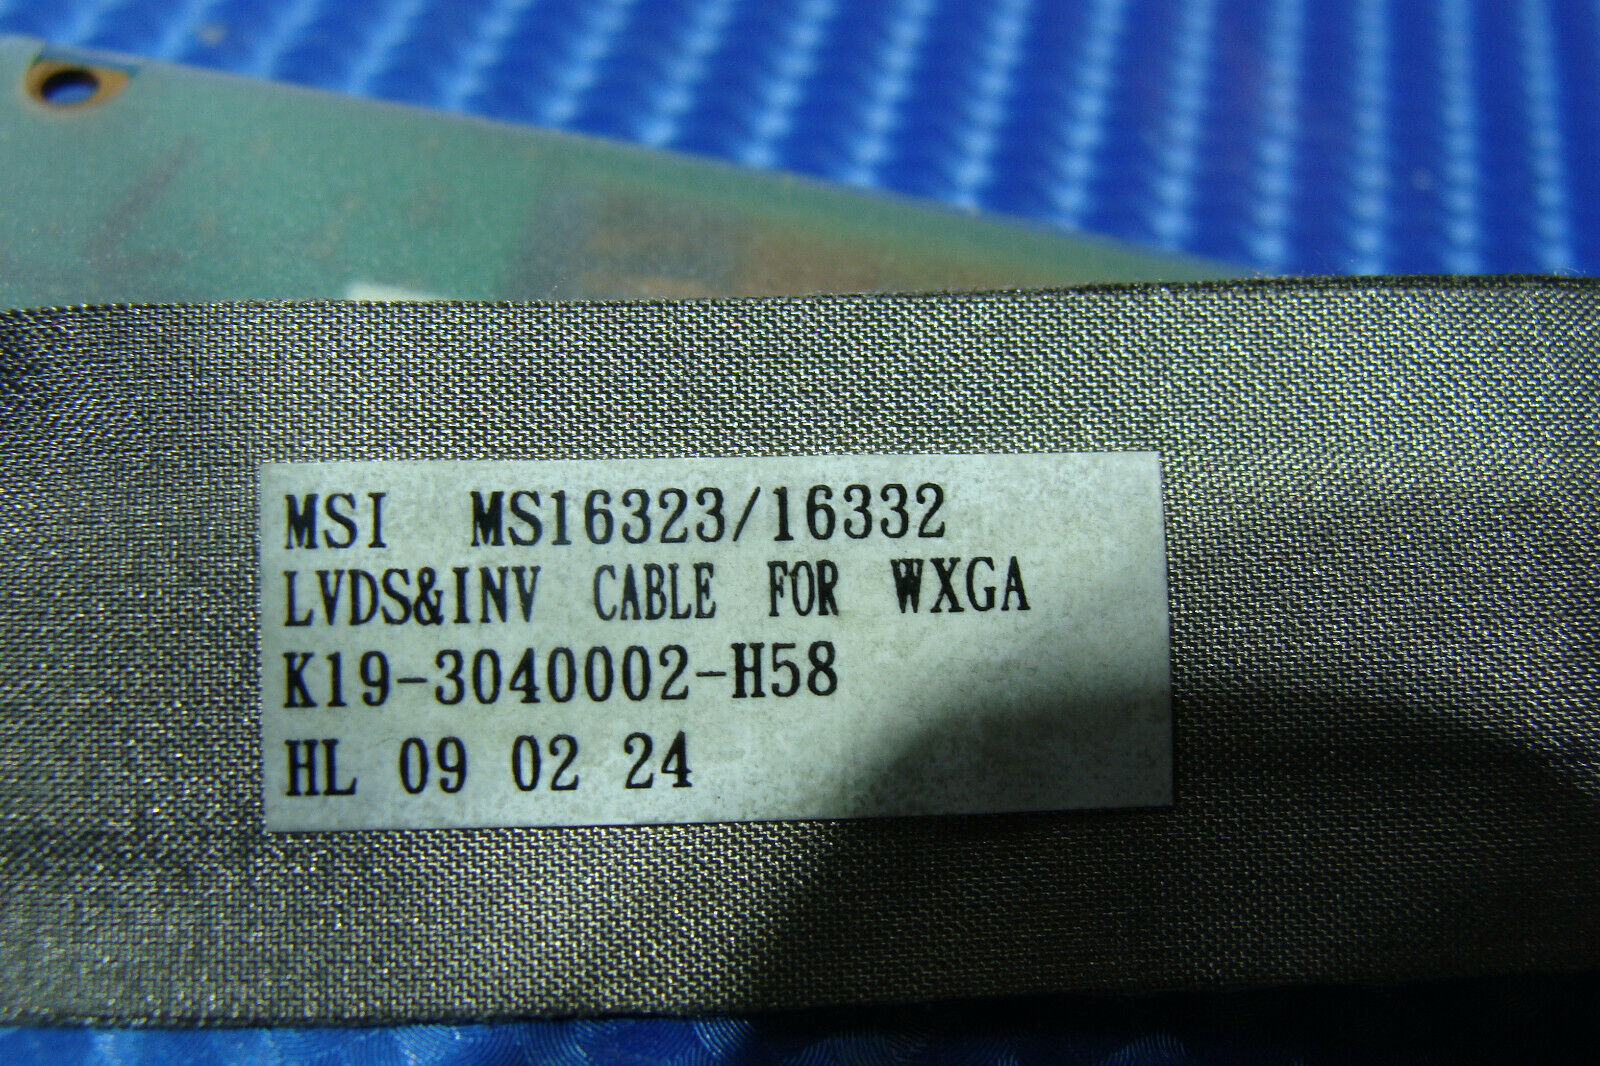 MSI MS16323/16332
LVDS&INV CABLE FOR WXGA
K19-3040002-H58
HL 09 02 24